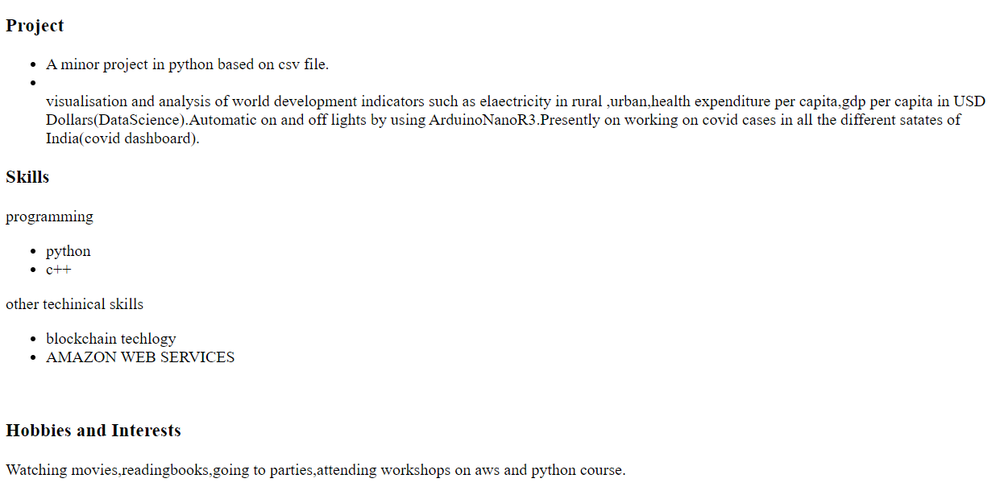 Project
A minor project in python based on csv file.
visualisation and analysis of world development indicators such as elaectricity in rural ,urban,health expenditure per capita,gdp per capita in USD
Dollars(DataScience).Automatic on and off lights by using ArduinoNanoR3.Presently on working on covid cases in all the different satates of
India(covid dashboard).
Skills
programming
python
c++
other techinical skills
blockchain techlogy
AMAZON WEB SERVICES
Hobbies and Interests
Watching movies,readingbooks,going to parties,attending workshops on aws and python course.